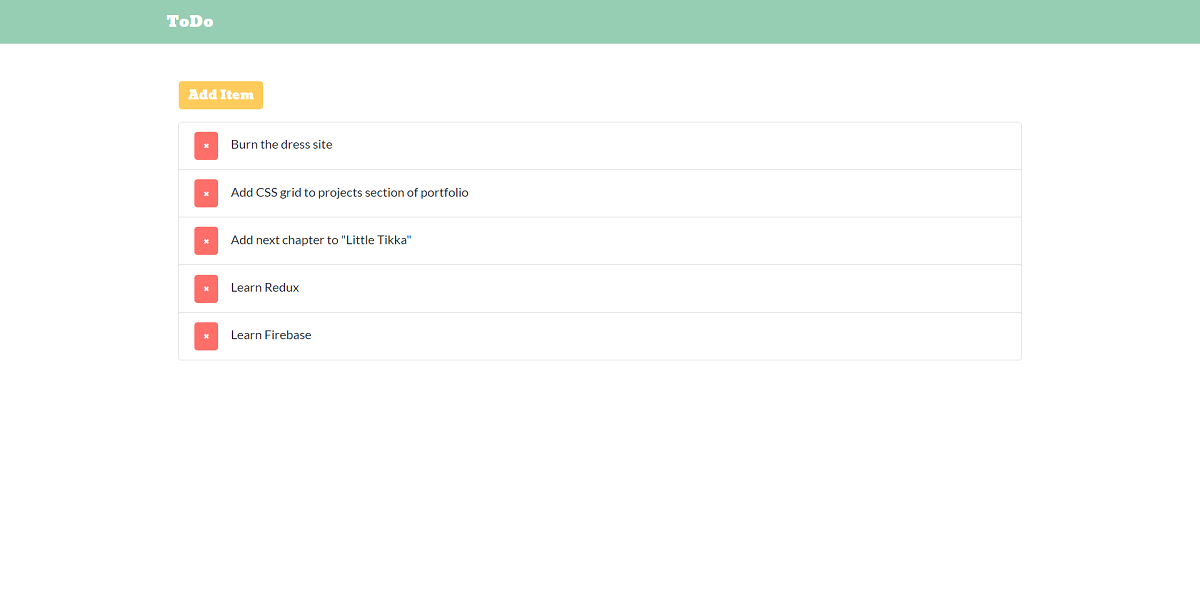 ToDo
Add Item
× Burn the dress site
× Add CSS grid to projects section of portfolio
× Add next chapter to "Little Tikka"
× Learn Redux
× Learn Firebase